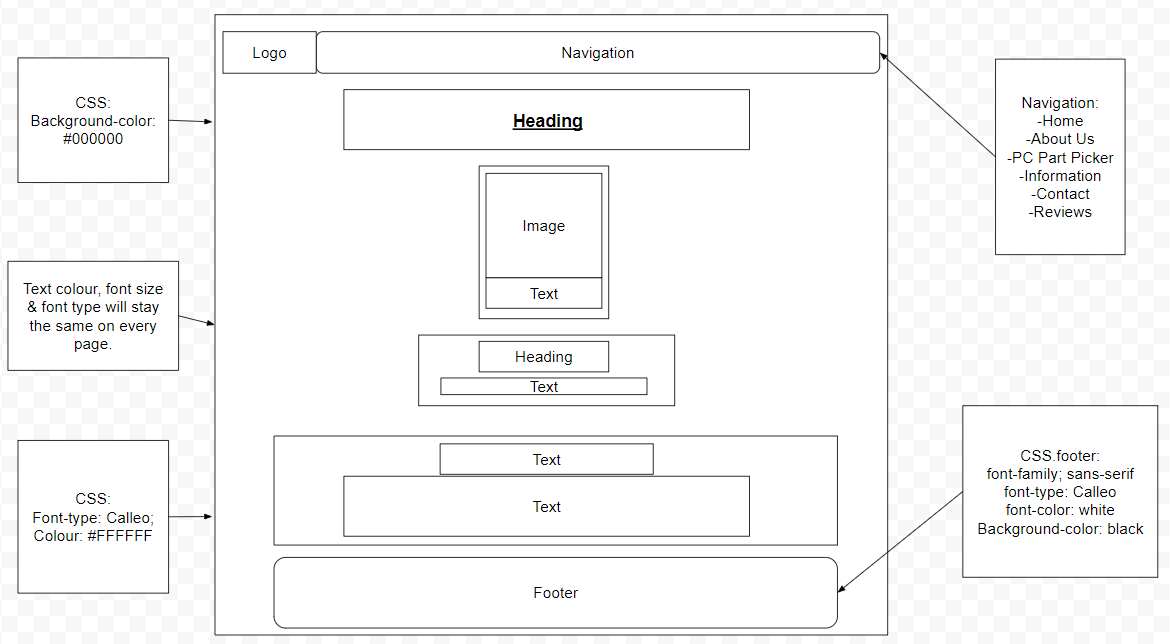 Logo
Navigation
Heading
Image
Text
Heading
Text
Text
Text
Footer
CSS:
Background-color:
#000000
Text colour, font size
& font type will stay
the same on every
page.
CSS:
Font-type: Calleo;
Colour: #FFFFFF
Navigation:
-Home
-About Us
-PC Part Picker
-Information
-Contact
-Reviews
CSS.footer:
font-family; sans-serif
font-type: Calleo
font-color: white
Background-color: black